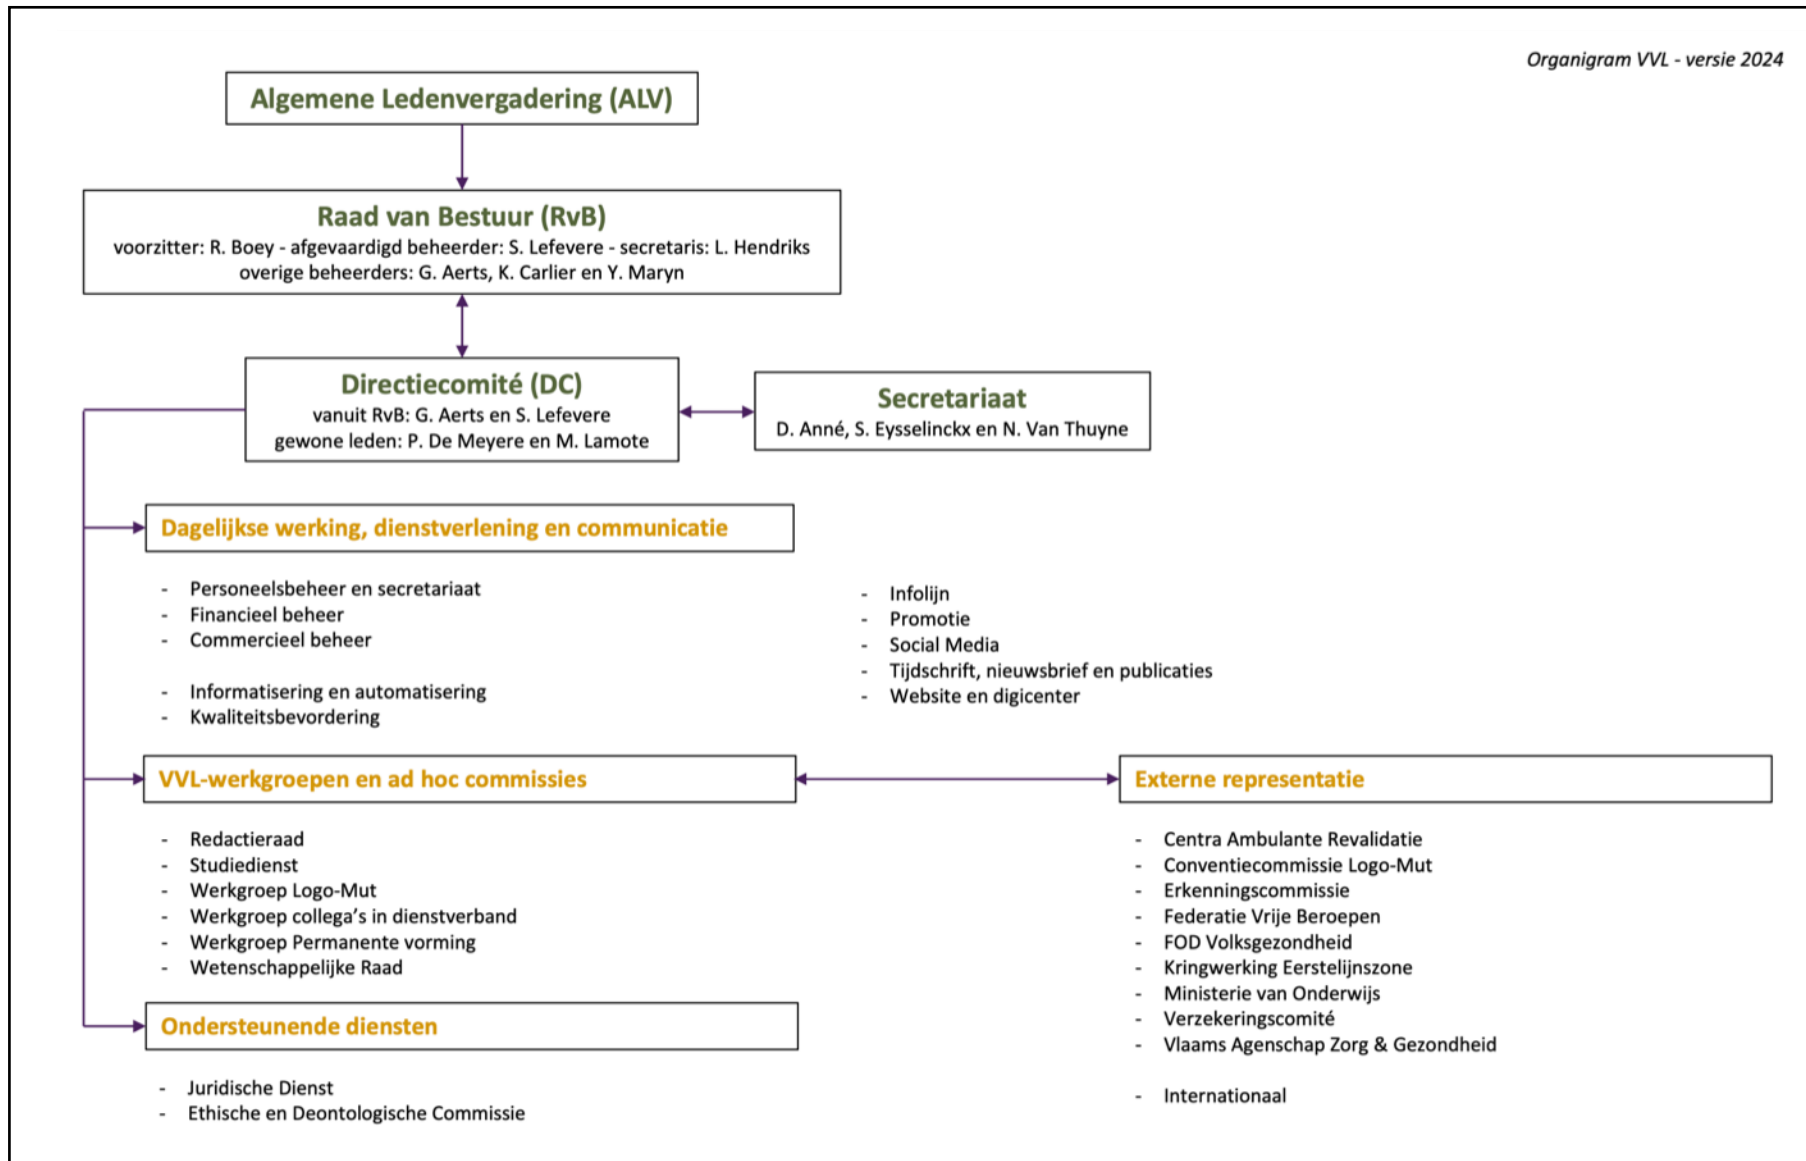 Organigram VVL - versie 2024
Algemene Ledenvergadering (ALV)
Raad van Bestuur (RvB)
voorzitter: R. Boey - afgevaardigd beheerder: S. Lefevere - secretaris: L. Hendriks
overige beheerders: G. Aerts, K. Carlier en Y. Maryn
Directiecomité (DC)
vanuit RvB: G. Aerts en S. Lefevere
gewone leden: P. De Meyere en M. Lamote
Secretariaat
D. Anné, S. Eysselinckx en N. Van Thuyne
Dagelijkse werking, dienstverlening en communicatie
- Personeelsbeheer en secretariaat
- Financieel beheer
- Commercieel beheer
- Informatisering en automatisering
- Kwaliteitsbevordering
- Infolijn
- Promotie
- Social Media
- Tijdschrift, nieuwsbrief en publicaties
- Website en digicenter
VVL-werkgroepen en ad hoc commissies
- Redactieraad
- Studiedienst
- Werkgroep Logo-Mut
- Werkgroep collega's in dienstverband
- Werkgroep Permanente vorming
- Wetenschappelijke Raad
Externe representatie
- Centra Ambulante Revalidatie
- Conventiecommissie Logo-Mut
- Erkenningscommissie
- Federatie Vrije Beroepen
- FOD Volksgezondheid
- Kringwerking Eerstelijnszone
- Ministerie van Onderwijs
- Verzekeringscomité
- Vlaams Agenschap Zorg & Gezondheid
- Internationaal
Ondersteunende diensten
- Juridische Dienst
- Ethische en Deontologische Commissie